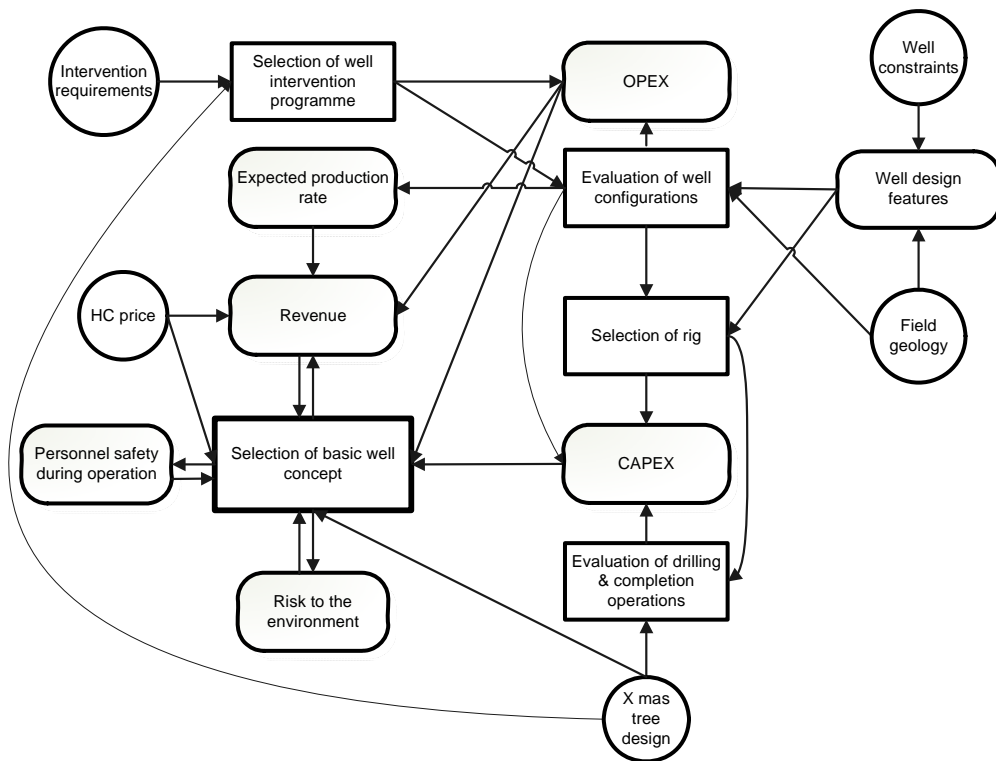 Intervention
requirements
Selection of well
intervention
programme
OPEX
Well
constraints
Expected production
rate
Evaluation of well
configurations
Well design
features
HC price
Revenue
Selection of rig
Field
geology
Personnel safety
during operation
Selection of basic well
concept
CAPEX
Risk to the
environment
Evaluation of drilling
& completion
operations
X mas
tree
design